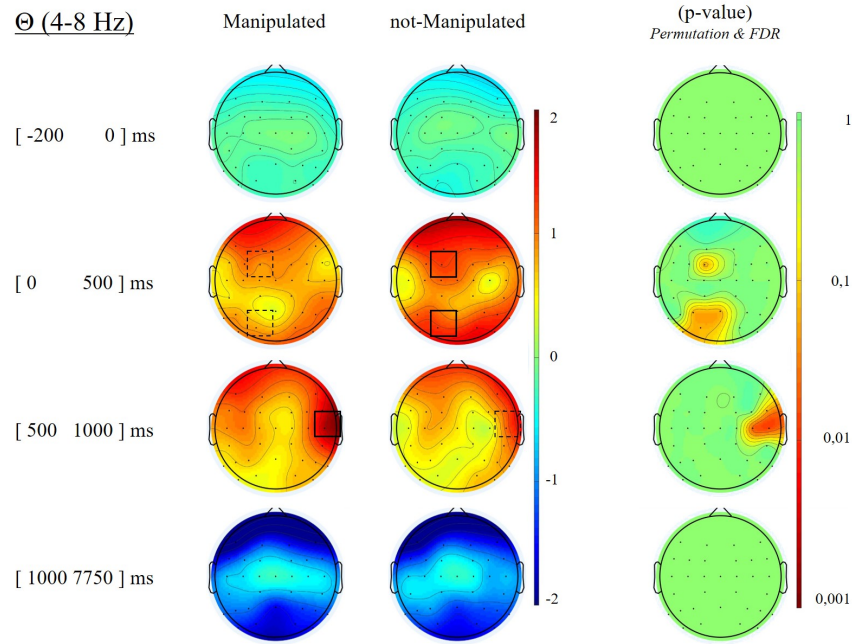 Θ (4-8 Hz)
Manipulated
not-Manipulated
(p-value)
Permutation & FDR
[ -200 0 ] ms
[ 0 500 ] ms
[ 500 1000 ] ms
[ 1000 7750 ] ms
2
1
0
-1
-2
1
0,1
0,01
0,001